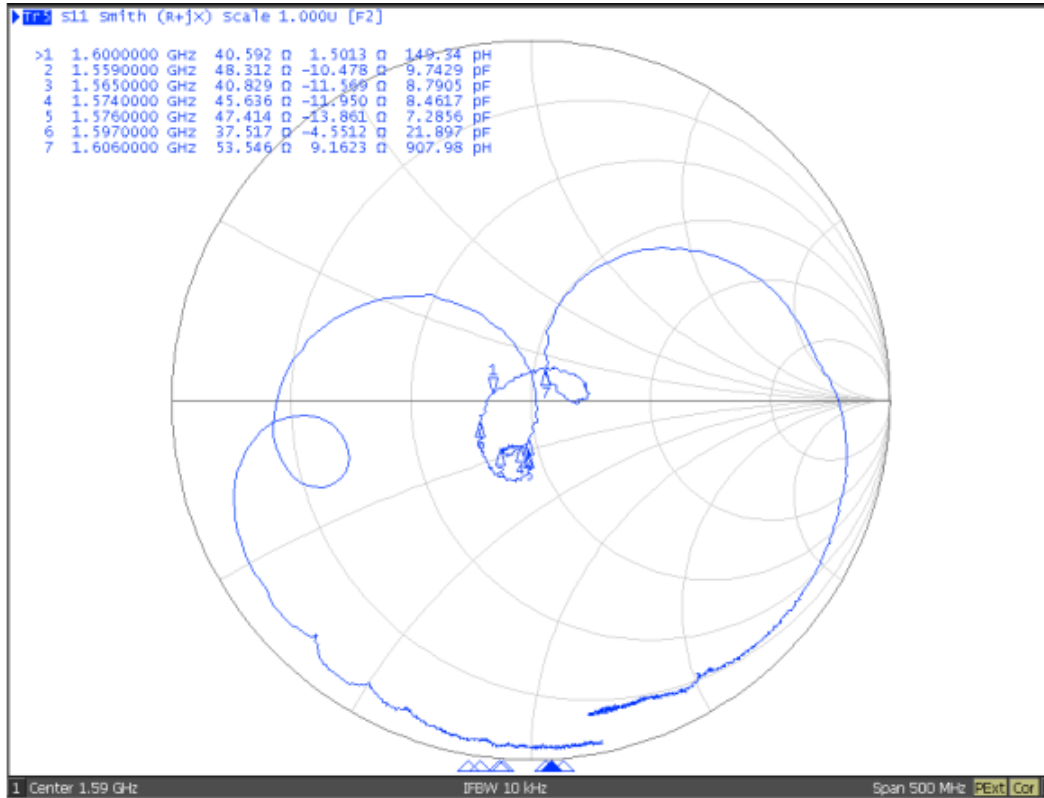 Tr5 S11 Smith (R+jX) Scale 1.000U [F2]
>1 1.6000000 GHz 40.592 Ω 1.5013 Ω 149.34 pH
2 1.5590000 GHz 48.312 Ω -10.478 Ω 9.7429 pF
3 1.5650000 GHz 40.829 Ω -11.569 Ω 8.7905 pF
4 1.5740000 GHz 45.636 Ω -11.950 Ω 8.4617 pF
5 1.5760000 GHz 47.414 Ω -13.861 Ω 7.2856 pF
6 1.5970000 GHz 37.517 Ω -4.5512 Ω 21.897 pF
7 1.6060000 GHz 53.546 Ω 9.1623 Ω 907.98 pH
1
7
1 Center 1.59 GHz IFBW 10 kHz Span 500 MHz PExt Cor